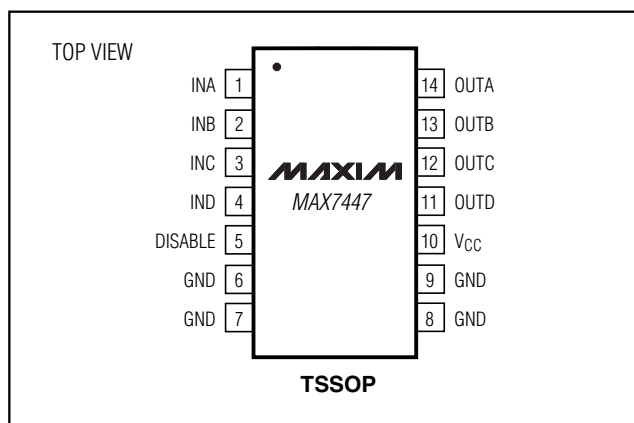 TOP VIEW
INA 1 14 OUTA
INB 2 13 OUTB
INC 3 12 OUTC
MAXIM
IND 4 MAX7447 11 OUTD
DISABLE 5 10 VCC
GND 6 9 GND
GND 7 8 GND
TSSOP